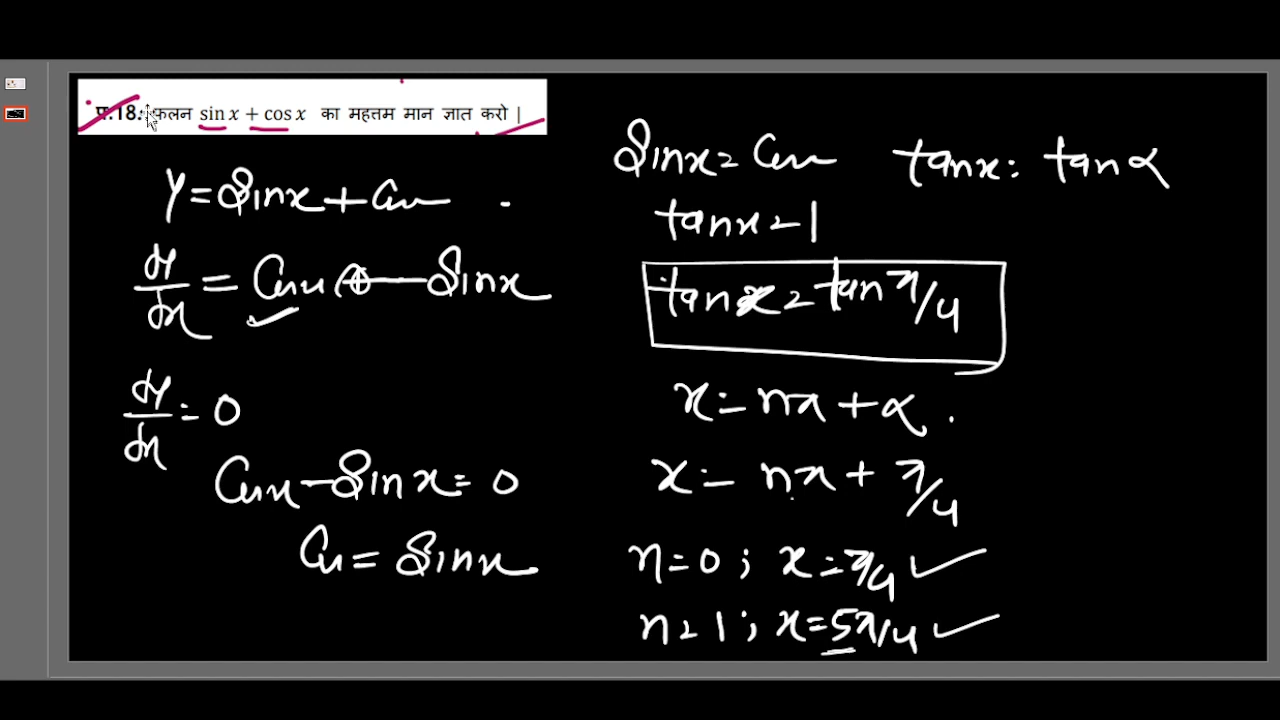 प्र.18: फलन sin x + cos x का महत्तम मान ज्ञात करो |
y = Sinx + Cosx
dy/dx = Cosx - Sinx
dy/dx = 0
Cosx - Sinx = 0
Cosx = Sinx
Sinx = Cosx tanx = tanα
tanx = 1
tanx = tan π/4
x = nπ + α.
x = nπ + π/4
n = 0 ; x = π/4 ✓
n = 1 ; x = 5π/4 ✓